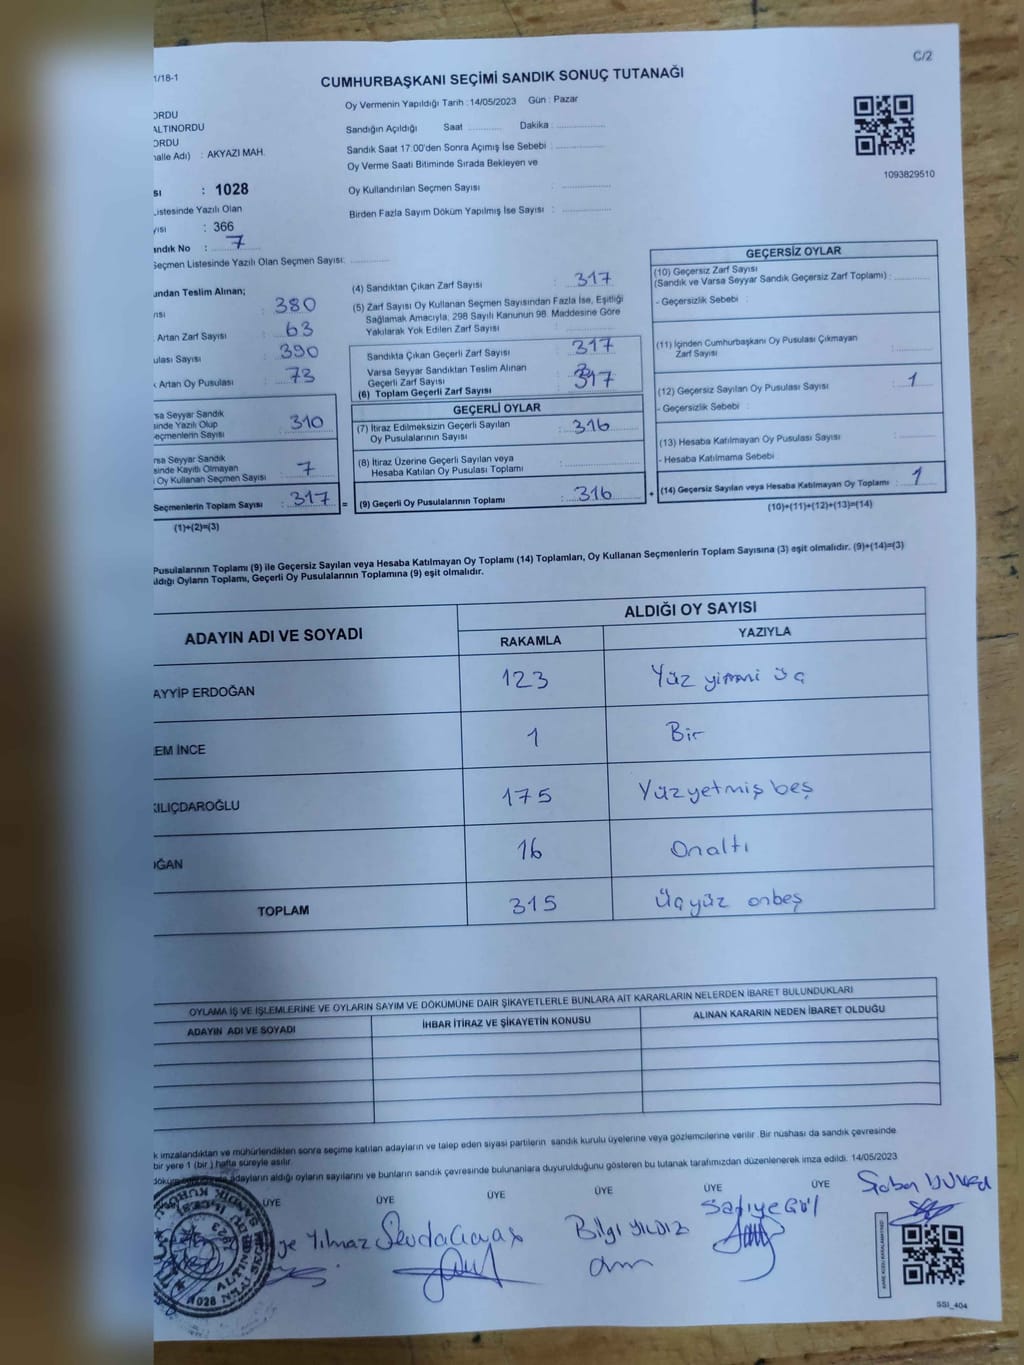 C/2
1/18-1
CUMHURBAŞKANI SEÇİMİ SANDIK SONUÇ TUTANAĞI
Oy Vermenin Yapıldığı Tarih : 14/05/2023 Gün : Pazar
ORDU
ALTINORDU
ORDU
halle Adı) : AKYAZI MAH.
Sandığın Açıldığı Saat Dakika :
Sandık Saat 17:00'den Sonra Açımış İse Sebebi :
Oy Verme Saati Bitiminde Sırada Bekleyen ve
Oy Kullandırılan Seçmen Sayısı :
Birden Fazla Sayım Döküm Yapılmış İse Sayısı :
1093829510
sı : 1028
Listesinde Yazılı Olan
yısı : 366
andık No : 7
Seçmen Listesinde Yazılı Olan Seçmen Sayısı:
undan Teslim Alınan;
ısı : 380
Artan Zarf Sayısı : 63
ulası Sayısı : 390
k Artan Oy Pusulası : 73
rsa Seyyar Sandık
sinde Yazılı Olup
eçmenlerin Sayısı : 310
rsa Seyyar Sandık
sinde Kayıtlı Olmayan
Oy Kullanan Seçmen Sayısı : 7
Seçmenlerin Toplam Sayısı : 317 =
(1)+(2)=(3)
(4) Sandıktan Çıkan Zarf Sayısı : 317
(5) Zarf Sayısı Oy Kullanan Seçmen Sayısından Fazla İse, Eşitliği
Sağlamak Amacıyla; 298 Sayılı Kanunun 98. Maddesine Göre
Yakılarak Yok Edilen Zarf Sayısı :
Sandıkta Çıkan Geçerli Zarf Sayısı : 317
Varsa Seyyar Sandıktan Teslim Alınan
Geçerli Zarf Sayısı :
(6) Toplam Geçerli Zarf Sayısı 317
GEÇERLİ OYLAR
(7) İtiraz Edilmeksizin Geçerli Sayılan
Oy Pusulalarının Sayısı : 316
(8) İtiraz Üzerine Geçerli Sayılan veya
Hesaba Katılan Oy Pusulası Toplamı :
(9) Geçerli Oy Pusulalarının Toplamı : 316 +
GEÇERSİZ OYLAR
(10) Geçersiz Zarf Sayısı
(Sandık ve Varsa Seyyar Sandık Geçersiz Zarf Toplamı) :
- Geçersizlik Sebebi :
(11) İçinden Cumhurbaşkanı Oy Pusulası Çıkmayan
Zarf Sayısı :
(12) Geçersiz Sayılan Oy Pusulası Sayısı : 1
- Geçersizlik Sebebi :
(13) Hesaba Katılmayan Oy Pusulası Sayısı :
- Hesaba Katılmama Sebebi :
(14) Geçersiz Sayılan veya Hesaba Katılmayan Oy Toplamı : 1
(10)+(11)+(12)+(13)=(14)
Pusulalarının Toplamı (9) ile Geçersiz Sayılan veya Hesaba Katılmayan Oy Toplamı (14) Toplamları, Oy Kullanan Seçmenlerin Toplam Sayısına (3) eşit olmalıdır. (9)+(14)=(3)
ldığı Oyların Toplamı, Geçerli Oy Pusulalarının Toplamına (9) eşit olmalıdır.
ADAYIN ADI VE SOYADI ALDIĞI OY SAYISI
RAKAMLA YAZIYLA
AYYİP ERDOĞAN 123 Yüz yirmi üç
EM İNCE 1 Bir
KILIÇDAROĞLU 175 Yüzyetmiş beş
OĞAN 16 Onaltı
TOPLAM 315 Üçyüz onbeş
OYLAMA İŞ VE İŞLEMLERİNE VE OYLARIN SAYIM VE DÖKÜMÜNE DAİR ŞİKAYETLERLE BUNLARA AİT KARARLARIN NELERDEN İBARET BULUNDUKLARI
ADAYIN ADI VE SOYADI İHBAR İTİRAZ VE ŞİKAYETİN KONUSU ALINAN KARARIN NEDEN İBARET OLDUĞU
k imzalandıktan ve mühürlendikten sonra seçime katılan adayların ve talep eden siyasi partilerin sandık kurulu üyelerine veya gözlemcilerine verilir. Bir nüshası da sandık çevresinde
bir yere 1 (bir) hafta süreyle asılır.
adayların aldığı oyların sayılarını ve bunların sandık çevresinde bulunanlara duyurulduğunu gösteren bu tutanak tarafımızdan düzenlenerek imza edildi. 14/05/2023
ÜYE ÜYE ÜYE ÜYE ÜYE ÜYE
ye Yılmaz Sevda Bilgi YILDIZ Safiye Gül
1028
SSI_404